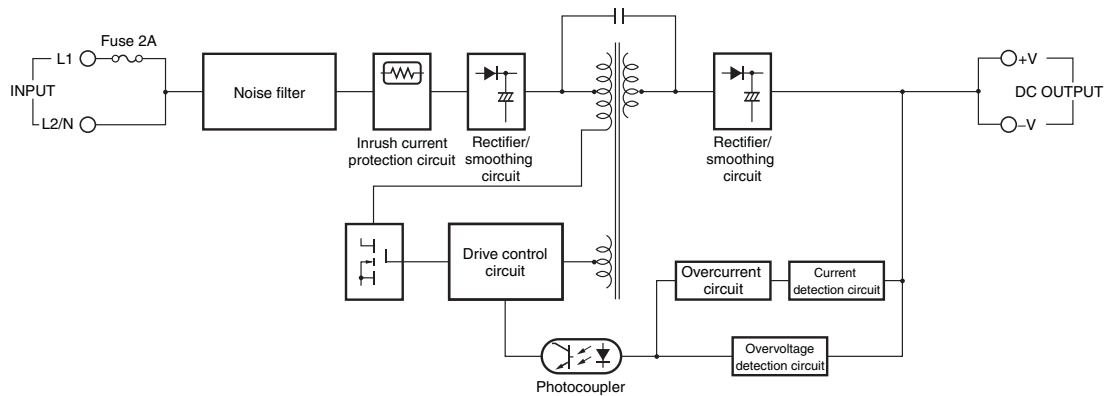 Fuse 2A
L1
INPUT
L2/N
Noise filter
Inrush current
protection circuit
Rectifier/
smoothing
circuit
Rectifier/
smoothing
circuit
+V
DC OUTPUT
–V
Drive control
circuit
Overcurrent
circuit
Current
detection circuit
Overvoltage
detection circuit
Photocoupler